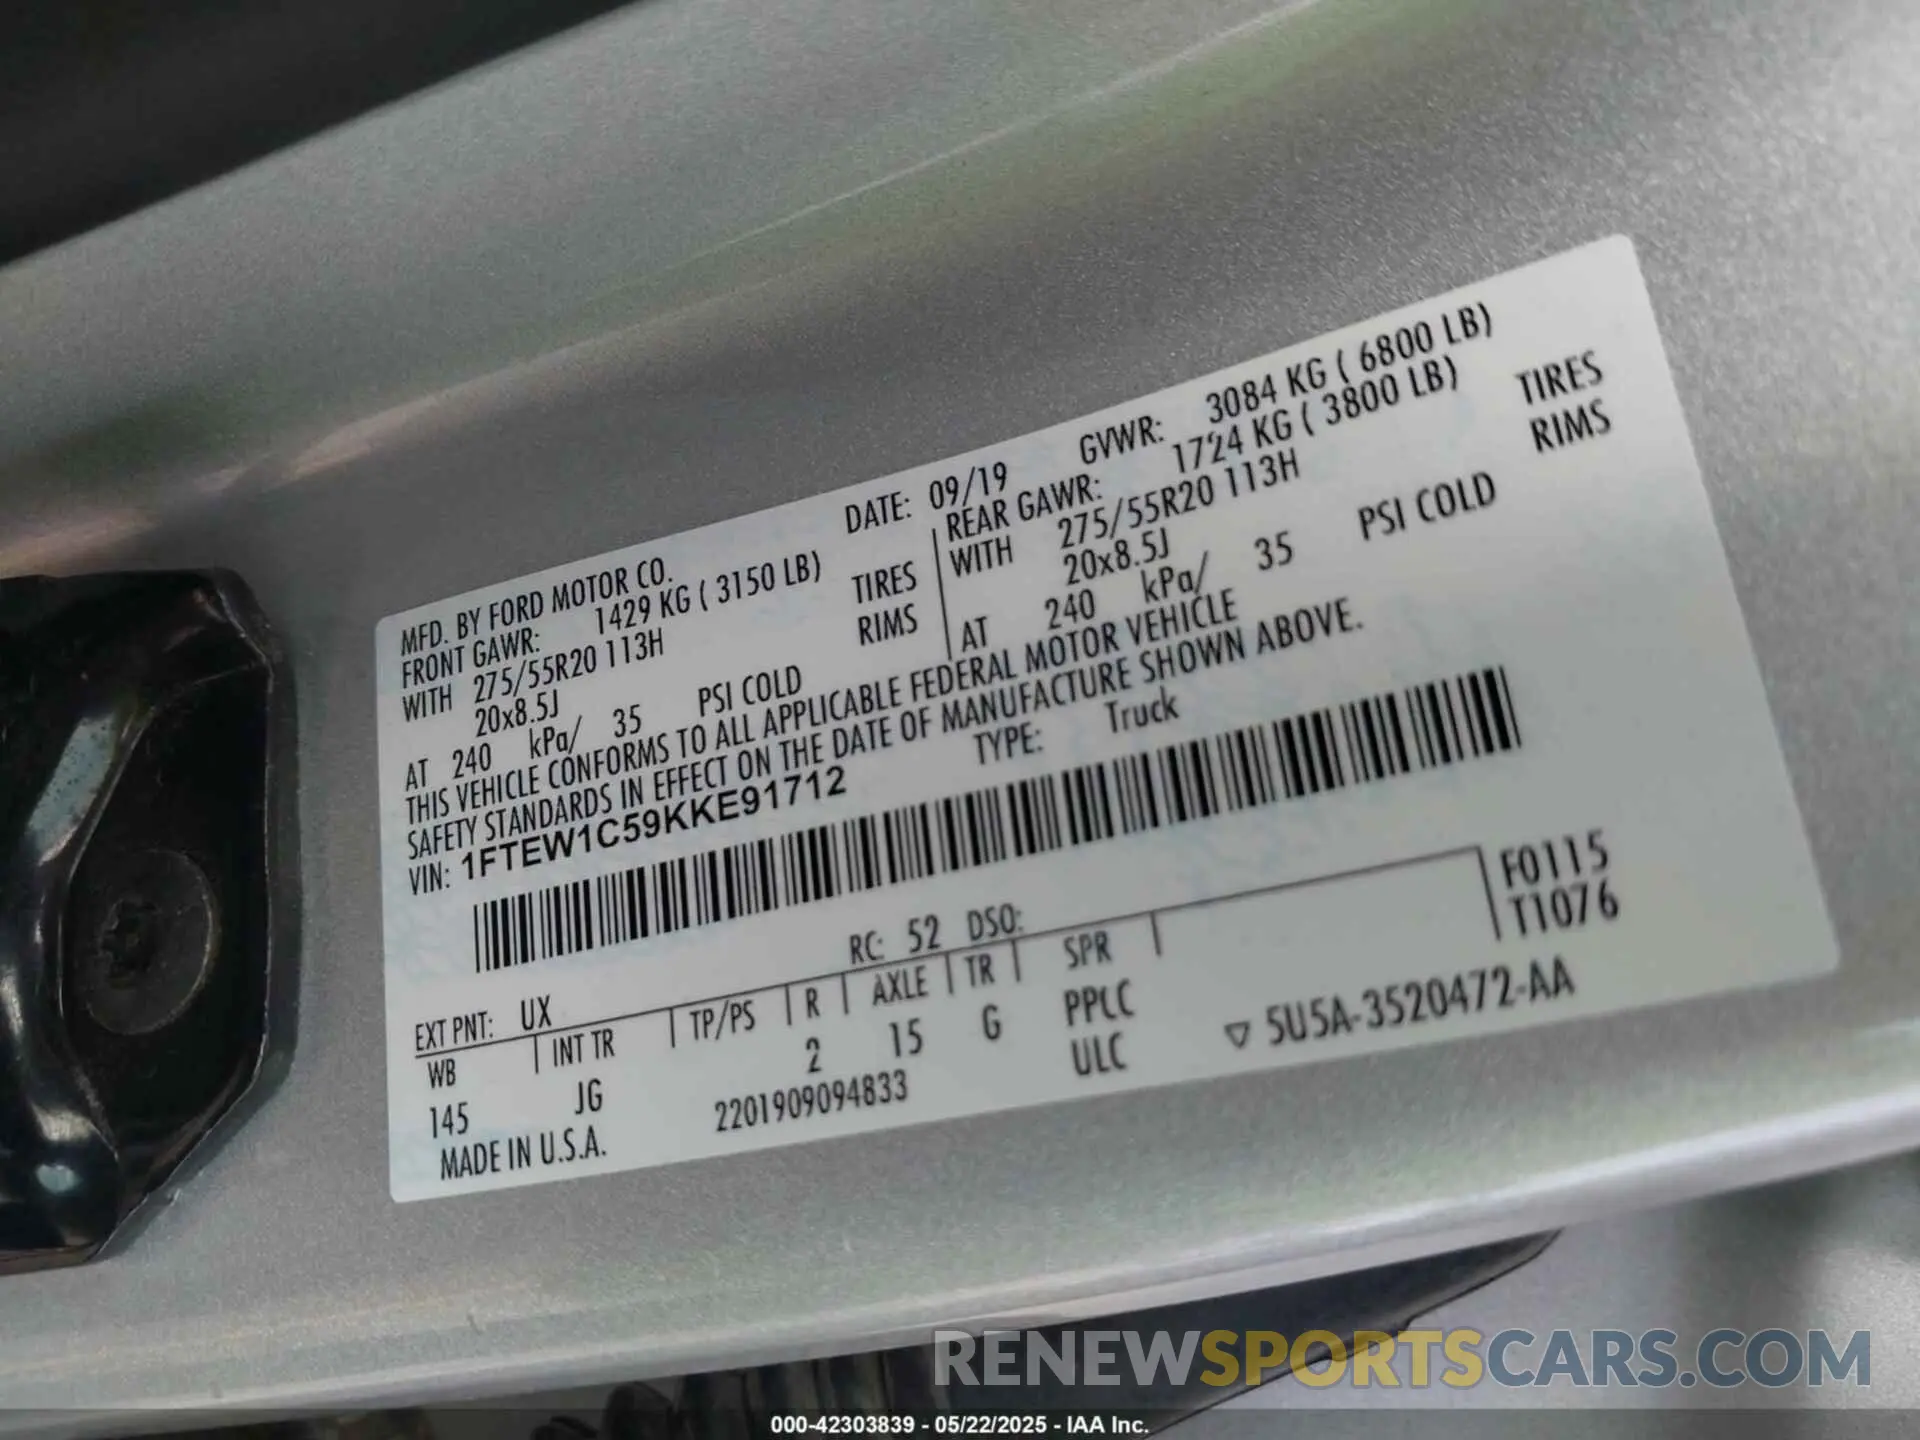 MFD. BY FORD MOTOR CO. DATE: 09/19 GVWR: 3084 KG ( 6800 LB)
FRONT GAWR: 1429 KG ( 3150 LB) REAR GAWR: 1724 KG ( 3800 LB)
WITH 275/55R20 113H TIRES WITH 275/55R20 113H TIRES
20x8.5J RIMS 20x8.5J RIMS
AT 240 kPa/ 35 PSI COLD AT 240 kPa/ 35 PSI COLD
THIS VEHICLE CONFORMS TO ALL APPLICABLE FEDERAL MOTOR VEHICLE
SAFETY STANDARDS IN EFFECT ON THE DATE OF MANUFACTURE SHOWN ABOVE.
VIN: 1FTEW1C59KKE91712 TYPE: Truck
F0115
T1076
EXT PNT: UX RC: 52 DSO:
WB INT TR TP/PS R AXLE TR SPR
145 JG 2 15 G PPLC
ULC
MADE IN U.S.A. 2201909094833 ▽ 5U5A-3520472-AA
RENEWSPORTSCARS.COM
000-42303839 - 05/22/2025 - IAA Inc.